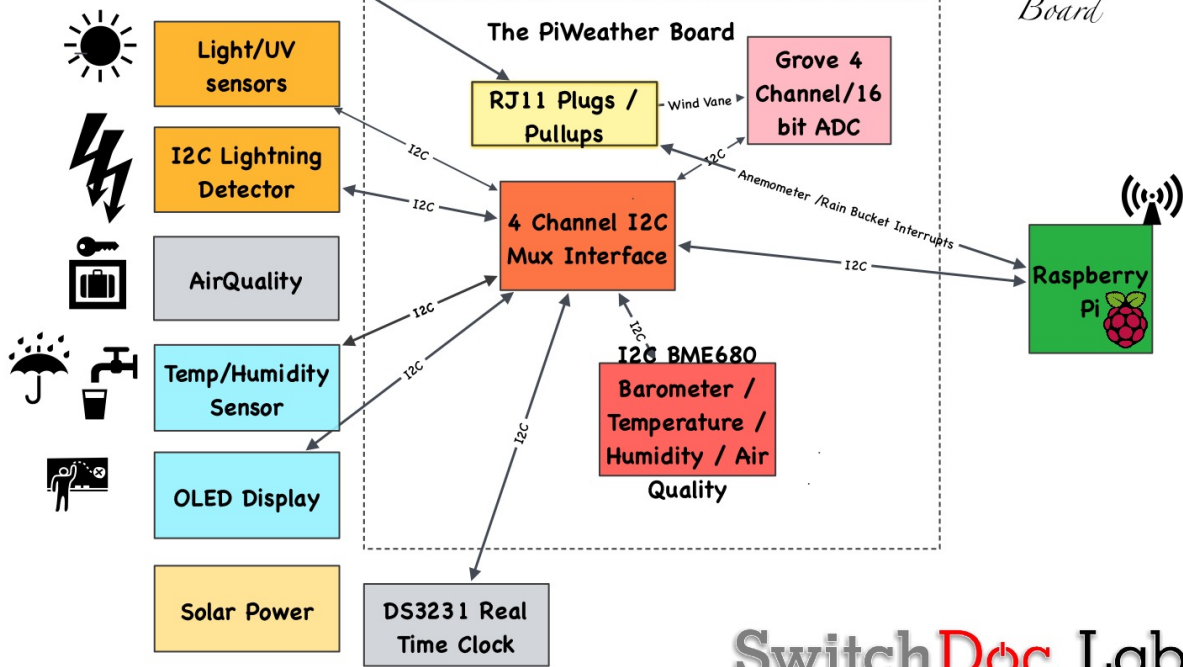 Board
The PiWeather Board
Light/UV
sensors
Grove 4
Channel/16
bit ADC
RJ11 Plugs /
Pullups
Wind Vane
I2C
I2C
Anemometer /Rain Bucket Interrupts
I2C Lightning
Detector
I2C
4 Channel I2C
Mux Interface
I2C
AirQuality
Raspberry
Pi
I2C
I2C
I2C
I2C BME680
Barometer /
Temperature /
Humidity / Air
Quality
Temp/Humidity
Sensor
I2C
OLED Display
Solar Power
DS3231 Real
Time Clock
SwitchDoc Lab